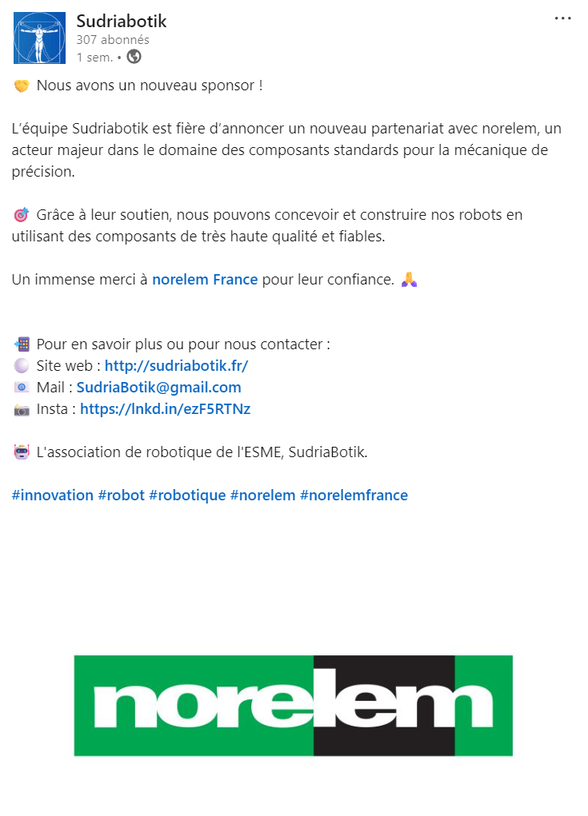 Sudriabotik
307 abonnés
1 sem. •
🤝 Nous avons un nouveau sponsor !
L'équipe Sudriabotik est fière d'annoncer un nouveau partenariat avec norelem, un
acteur majeur dans le domaine des composants standards pour la mécanique de
précision.
🎯 Grâce à leur soutien, nous pouvons concevoir et construire nos robots en
utilisant des composants de très haute qualité et fiables.
Un immense merci à norelem France pour leur confiance. 🙏
📲 Pour en savoir plus ou pour nous contacter :
Site web : http://sudriabotik.fr/
📧 Mail : SudriaBotik@gmail.com
📷 Insta : https://lnkd.in/ezF5RTNz
🤖 L'association de robotique de l'ESME, SudriaBotik.
#innovation #robot #robotique #norelem #norelemfrance
norelem